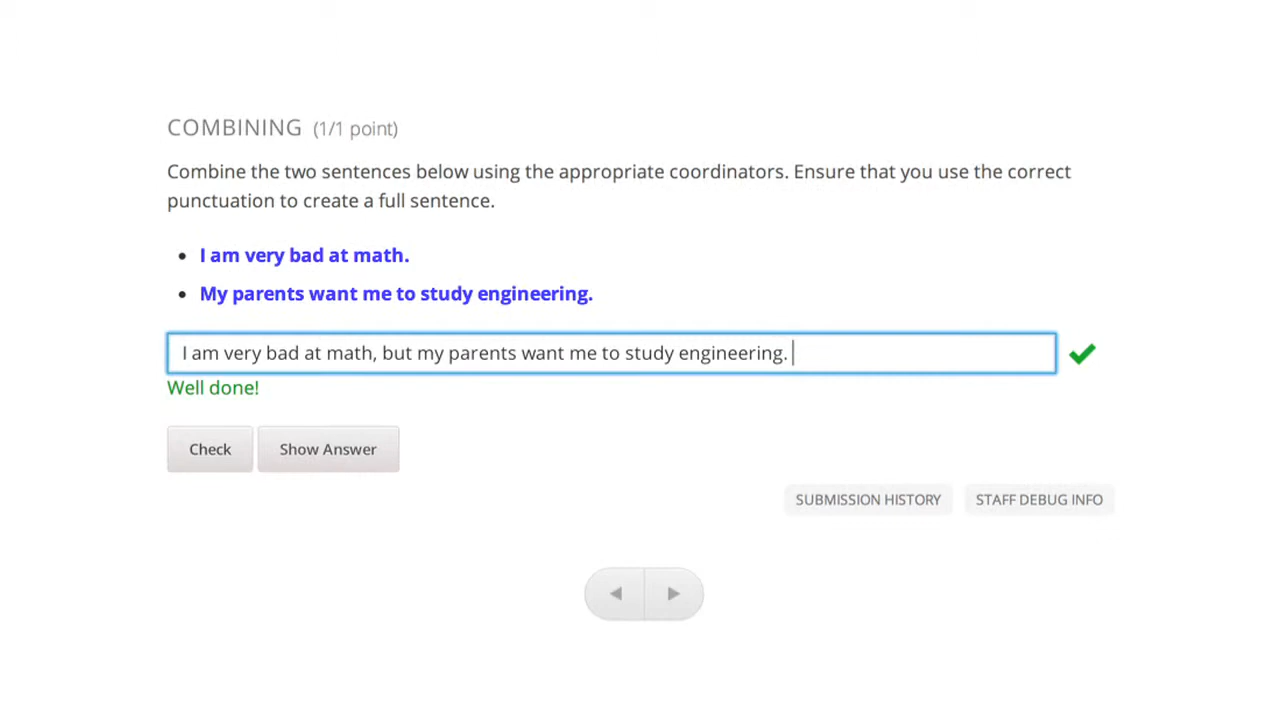 COMBINING (1/1 point)
Combine the two sentences below using the appropriate coordinators. Ensure that you use the correct
punctuation to create a full sentence.
• I am very bad at math.
• My parents want me to study engineering.
I am very bad at math, but my parents want me to study engineering.
Well done!
Check Show Answer
SUBMISSION HISTORY STAFF DEBUG INFO